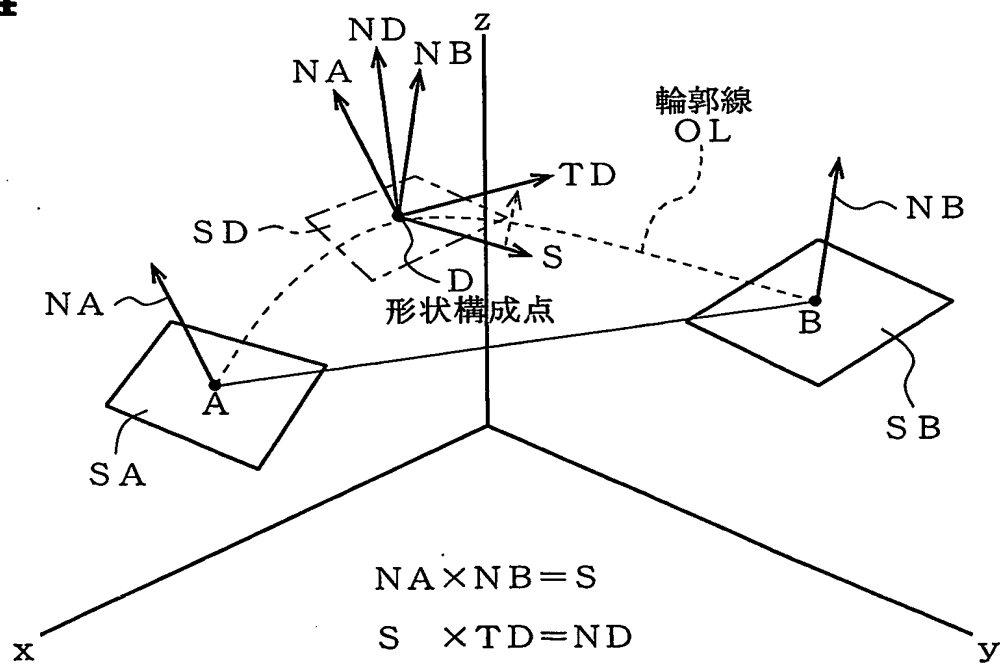 z
ND
NB
NA
輪郭線
OL
TD
NB
SD
S
D
形状構成点
NA
B
A
SB
SA
NA×NB=S
S ×TD=ND
x
y